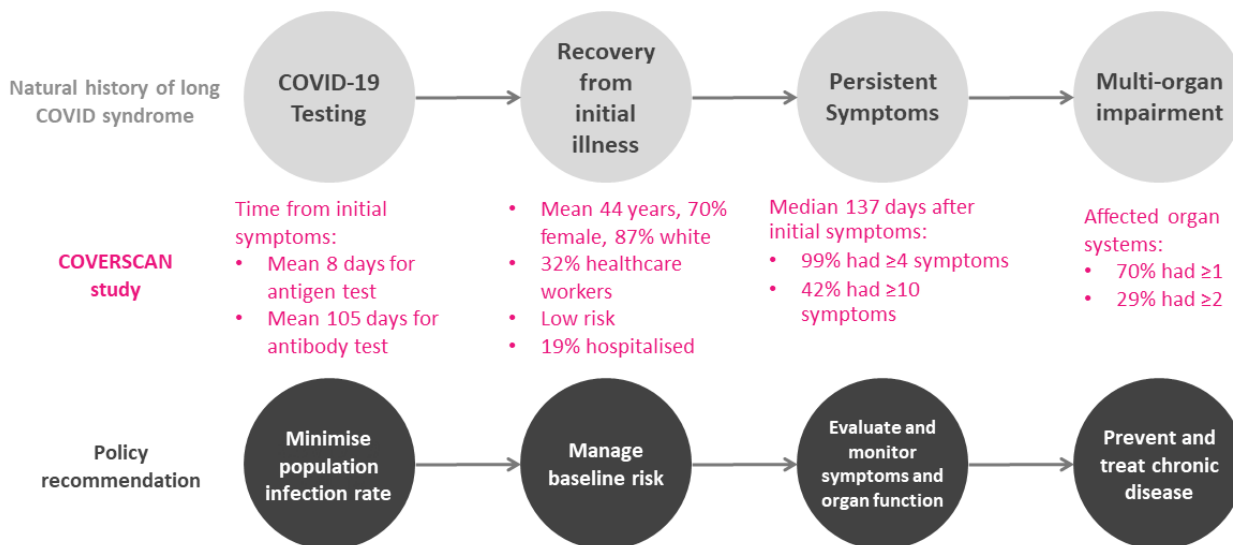 Natural history of long
COVID syndrome
COVID-19
Testing
Recovery
from
initial
illness
Persistent
Symptoms
Multi-organ
impairment
COVERSCAN
study
Time from initial
symptoms:
• Mean 8 days for
antigen test
• Mean 105 days for
antibody test
• Mean 44 years, 70%
female, 87% white
• 32% healthcare
workers
• Low risk
• 19% hospitalised
Median 137 days after
initial symptoms:
• 99% had ≥4 symptoms
• 42% had ≥10
symptoms
Affected organ
systems:
• 70% had ≥1
• 29% had ≥2
Policy
recommendation
Minimise
population
infection rate
Manage
baseline risk
Evaluate and
monitor
symptoms and
organ function
Prevent and
treat chronic
disease